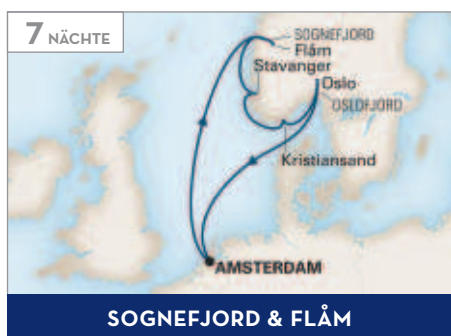 7 NÄCHTE
SOGNEFJORD
Flåm
Stavanger
Oslo
OSLOFJORD
Kristiansand
AMSTERDAM
SOGNEFJORD & FLÅM